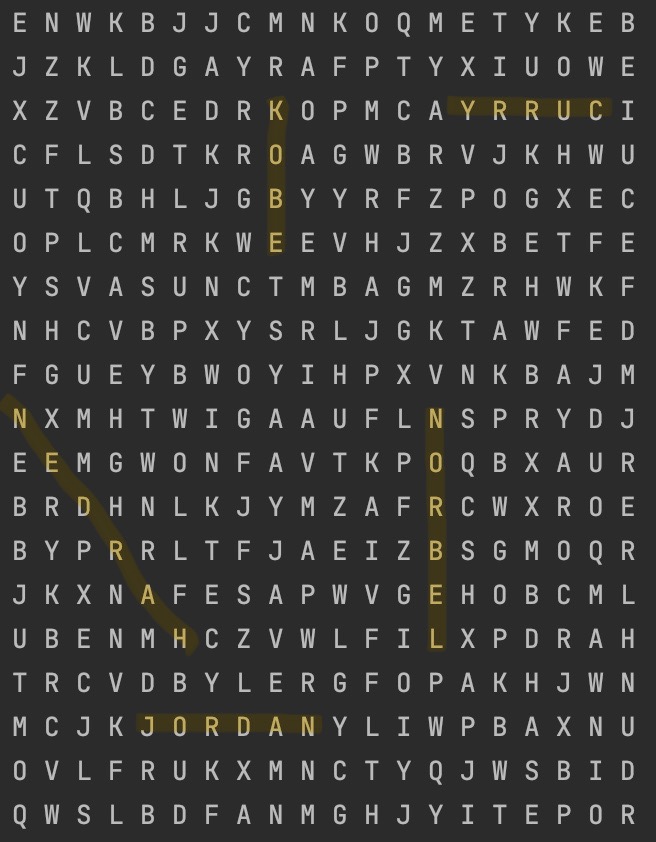 E N W K B J J C M N K O Q M E T Y K E B
J Z K L D G A Y R A F P T Y X I U O W E
X Z V B C E D R K O P M C A Y R R U C I
C F L S D T K R O A G W B R V J K H W U
U T Q B H L J G B Y Y R F Z P O G X E C
O P L C M R K W E E V H J Z X B E T F E
Y S V A S U N C T M B A G M Z R H W K F
N H C V B P X Y S R L J G K T A W F E D
F G U E Y B W O Y I H P X V N K B A J M
N X M H T W I G A A U F L N S P R Y D J
E E M G W O N F A V T K P O Q B X A U R
B R D H N L K J Y M Z A F R C W X R O E
B Y P R R L T F J A E I Z B S G M O Q R
J K X N A F E S A P W V G E H O B C M L
U B E N M H C Z V W L F I L X P D R A H
T R C V D B Y L E R G F O P A K H J W N
M C J K J O R D A N Y L I W P B A X N U
O V L F R U K X M N C T Y Q J W S B I D
Q W S L B D F A N M G H J Y I T E P O R